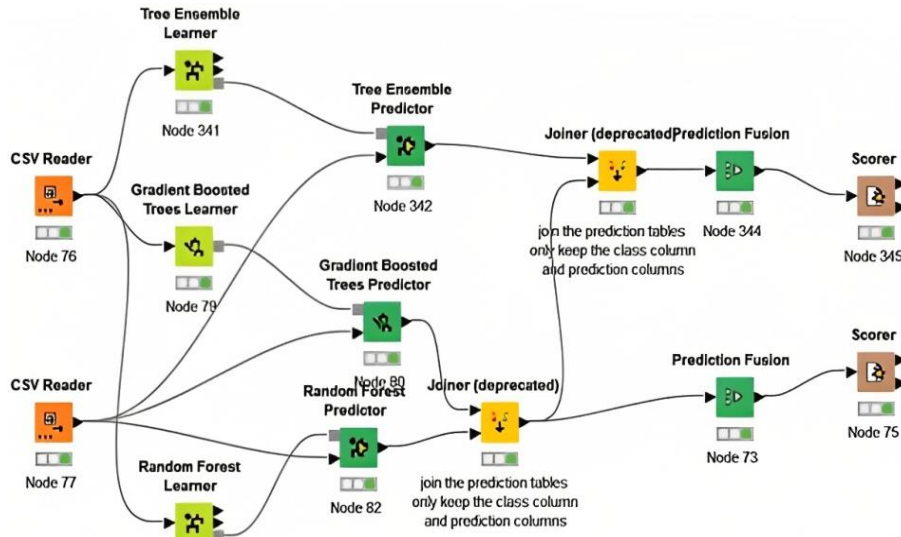 Tree Ensemble
Learner
Node 341
Tree Ensemble
Predictor
Node 342
Joiner (deprecated)
join the prediction tables
only keep the class column
and prediction columns
Prediction Fusion
Node 344
Scorer
Node 345
CSV Reader
Node 76
Gradient Boosted
Trees Learner
Node 79
Gradient Boosted
Trees Predictor
Node 80
CSV Reader
Node 77
Random Forest
Predictor
Node 82
Joiner (deprecated)
join the prediction tables
only keep the class column
and prediction columns
Prediction Fusion
Node 73
Scorer
Node 75
Random Forest
Learner